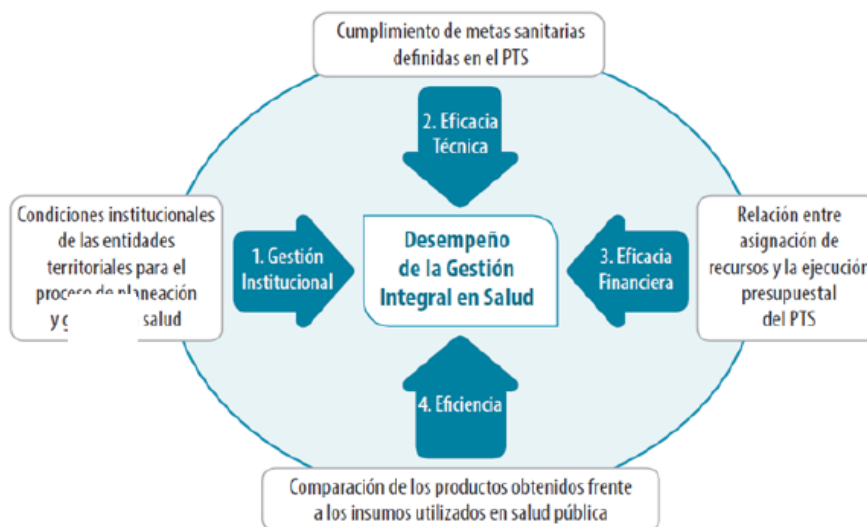 Cumplimiento de metas sanitarias
definidas en el PTS
2. Eficacia
Técnica
Condiciones institucionales
de las entidades
territoriales para el
proceso de planeación
y salud
1. Gestión
Institucional
Desempeño
de la Gestión
Integral en Salud
3. Eficacia
Financiera
Relación entre
asignación de
recursos y la ejecución
presupuestal
del PTS
4. Eficiencia
Comparación de los productos obtenidos frente
a los insumos utilizados en salud pública